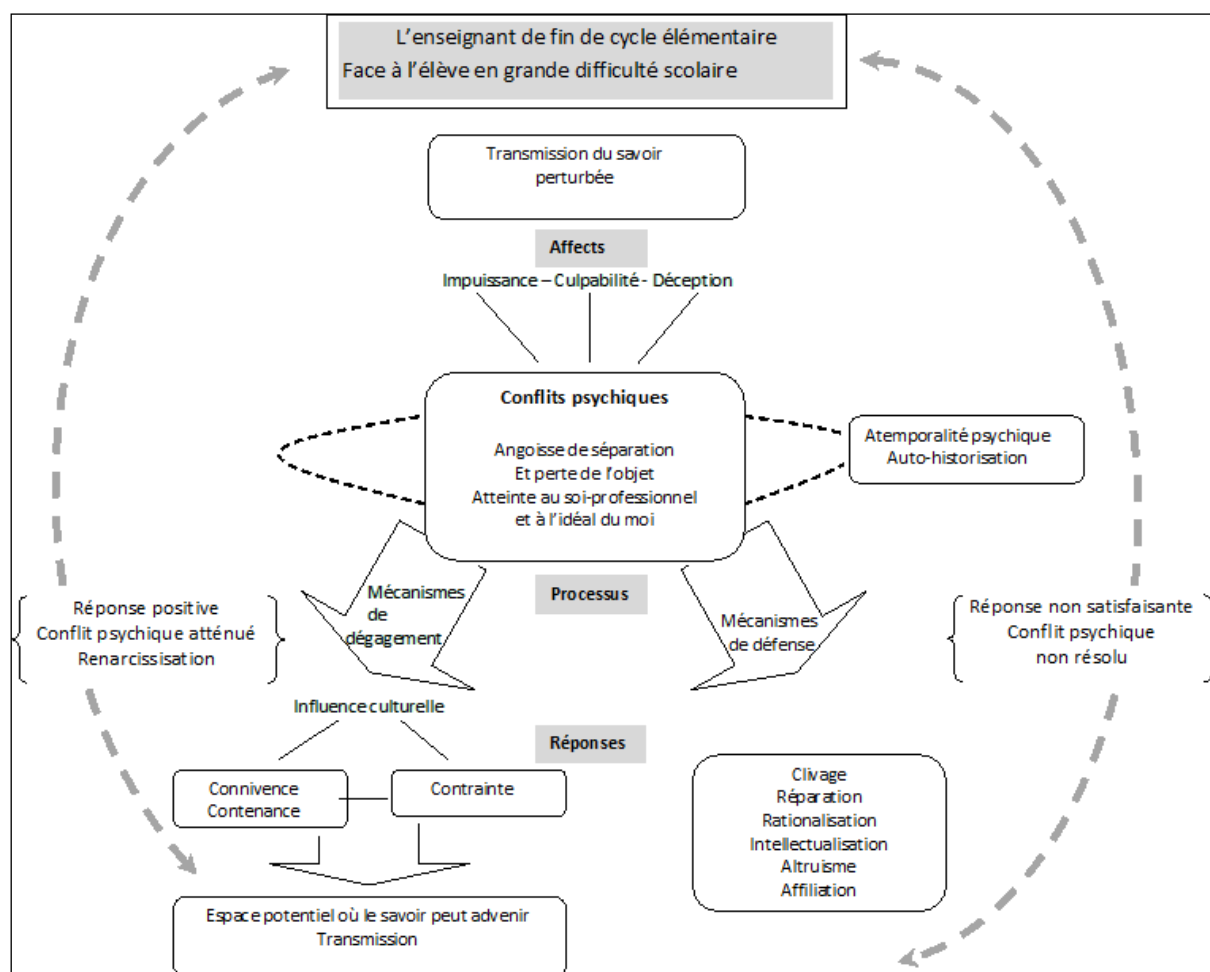 L'enseignant de fin de cycle élémentaire
Face à l'élève en grande difficulté scolaire
Transmission du savoir
perturbée
Affects
Impuissance – Culpabilité - Déception
Conflits psychiques
Angoisse de séparation
Et perte de l'objet
Atteinte au soi-professionnel
et à l'idéal du moi
Atemporalité psychique
Auto-historisation
Mécanismes
de
dégagement
Processus
Mécanismes
de défense
Réponse positive
Conflit psychique atténué
Renarcissisation
Réponse non satisfaisante
Conflit psychique
non résolu
Influence culturelle
Réponses
Connivence
Contenance
Contrainte
Clivage
Réparation
Rationalisation
Intellectualisation
Altruisme
Affiliation
Espace potentiel où le savoir peut advenir
Transmission